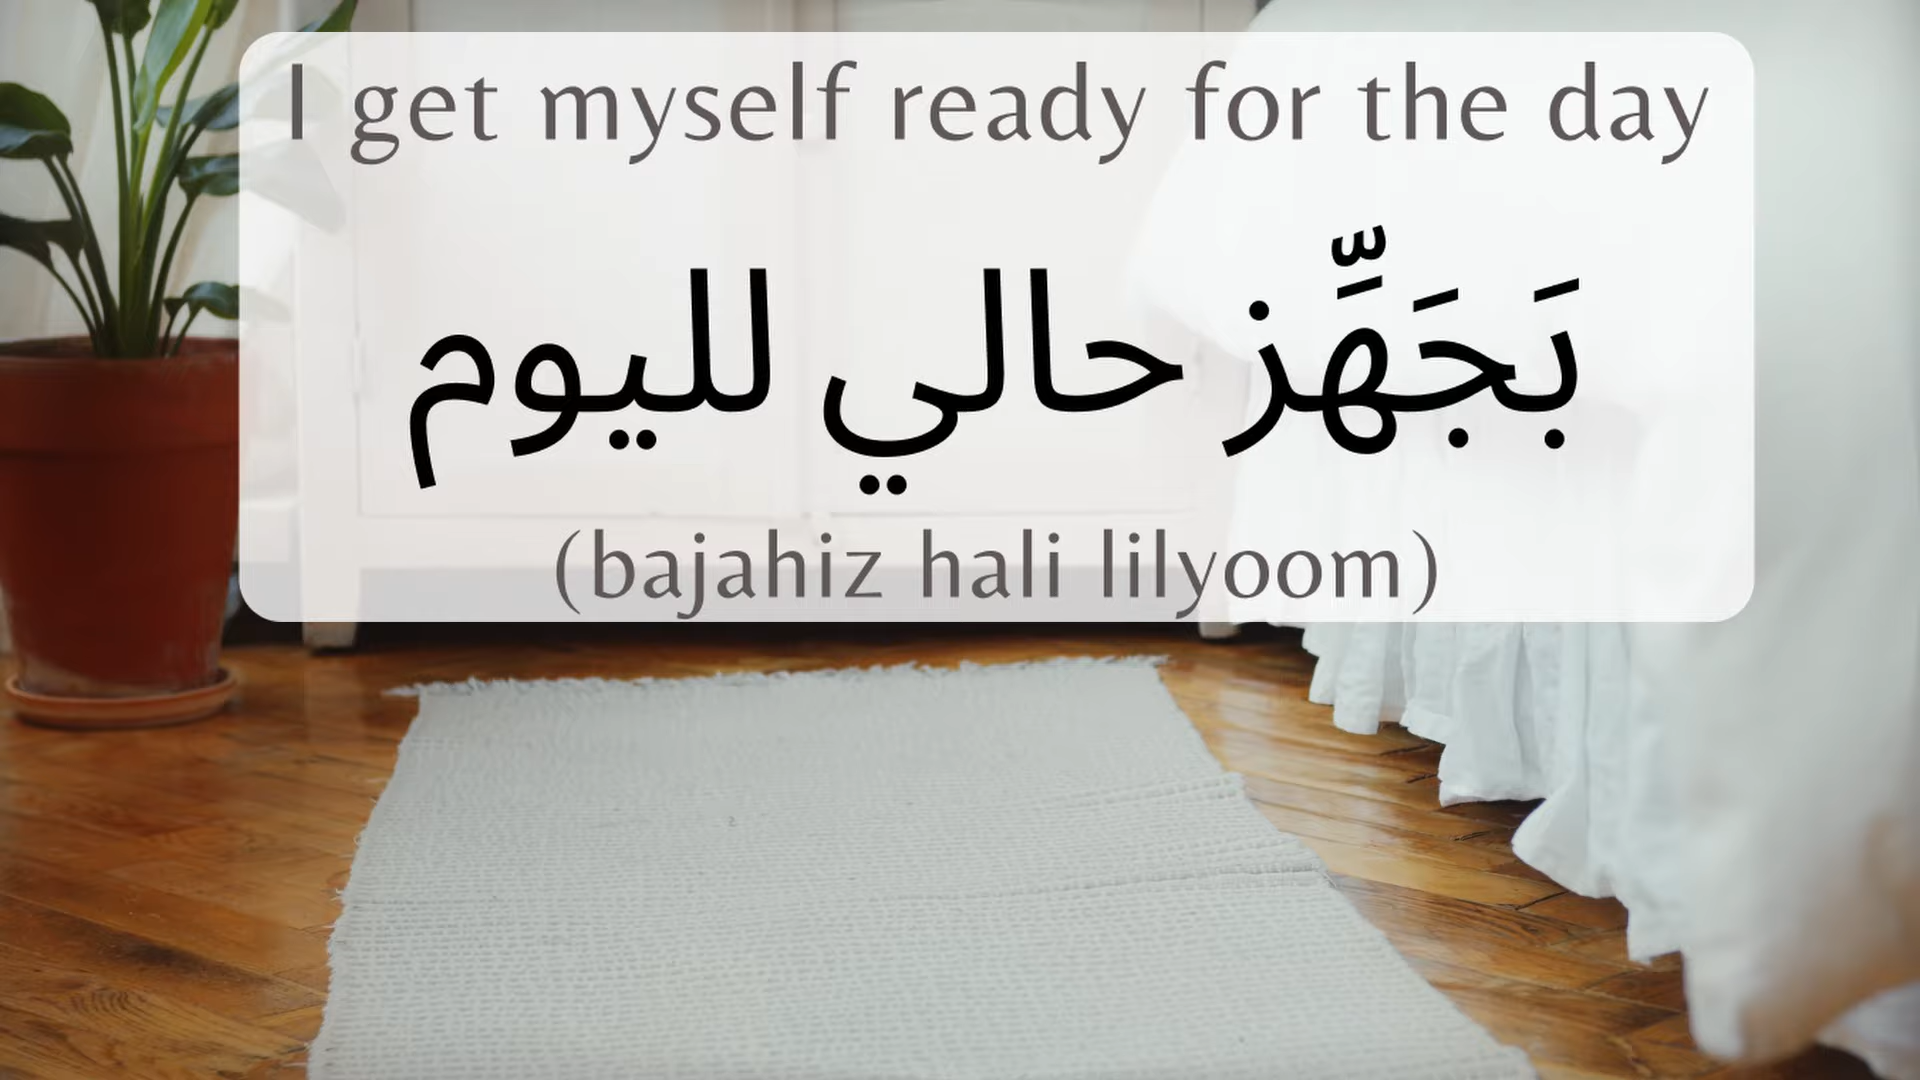 I get myself ready for the day
بَجَهِّز حالي لليوم
(bajahiz hali lilyoom)